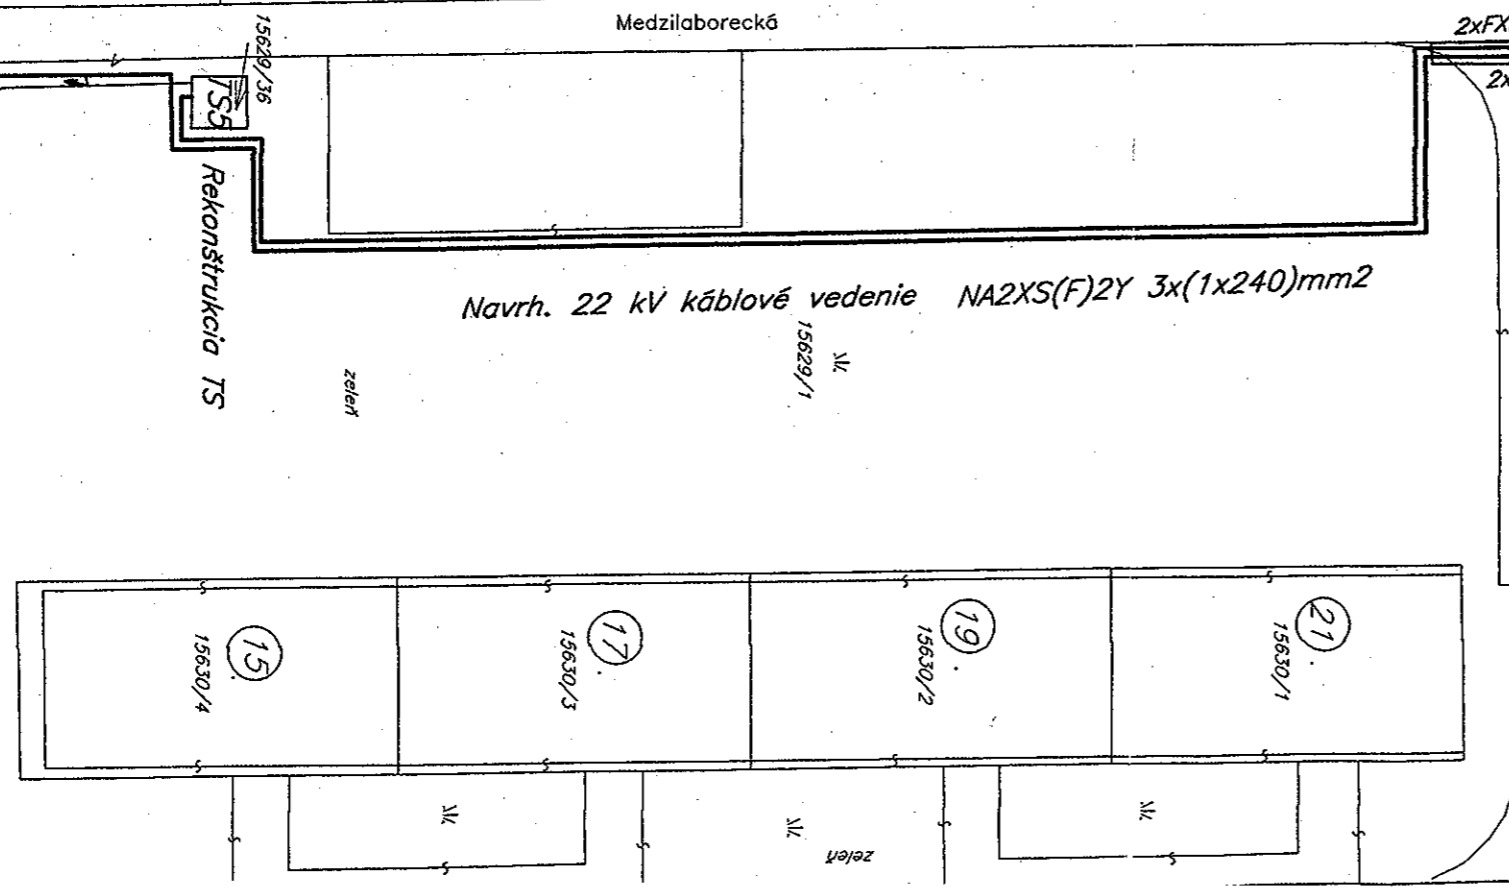 Medzilaborecká
2xFX
2x
15629/36
TS5
Rekonštrukcia TS
Navrh. 22 kV káblové vedenie NA2XS(F)2Y 3x(1x240)mm2
15629/1
zeleň
15
15630/4
17
15630/3
19
15630/2
21
15630/1
zeleň